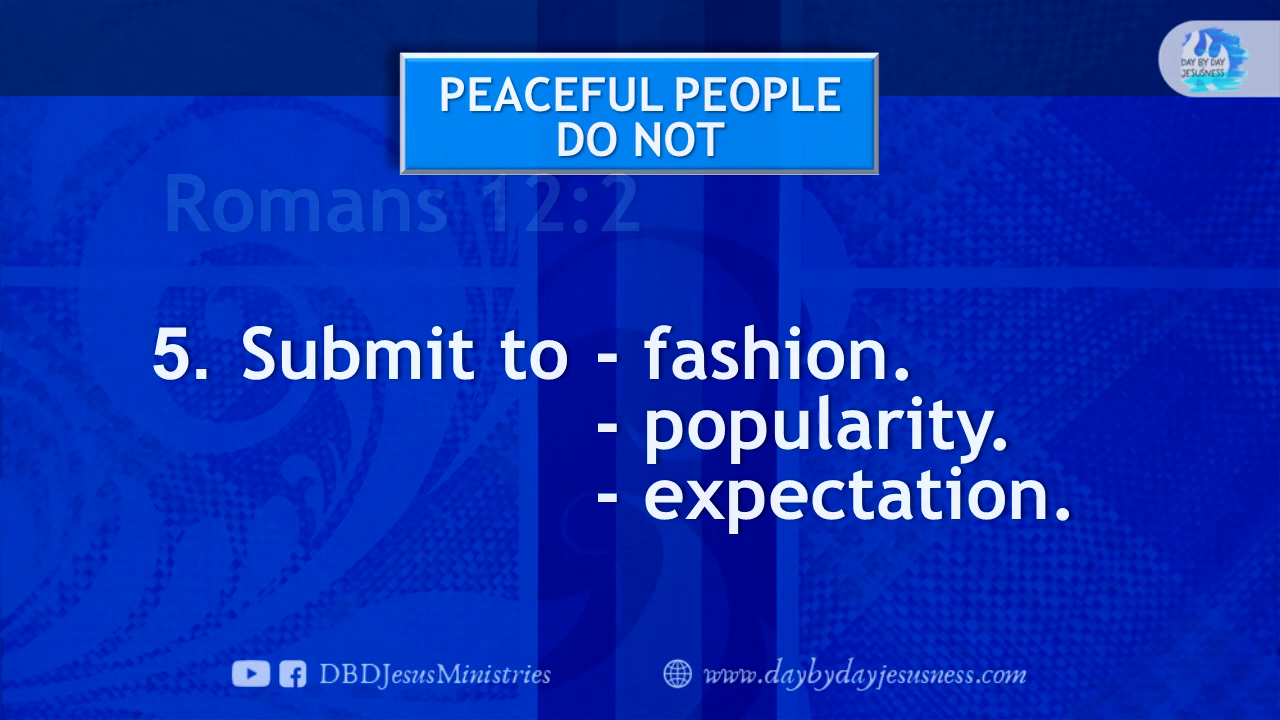 DAY BY DAY
JESUSNESS
PEACEFUL PEOPLE
DO NOT
Romans 12:2
5. Submit to - fashion.
- popularity.
- expectation.
DBDJesusMinistries
www.daybydayjesusness.com